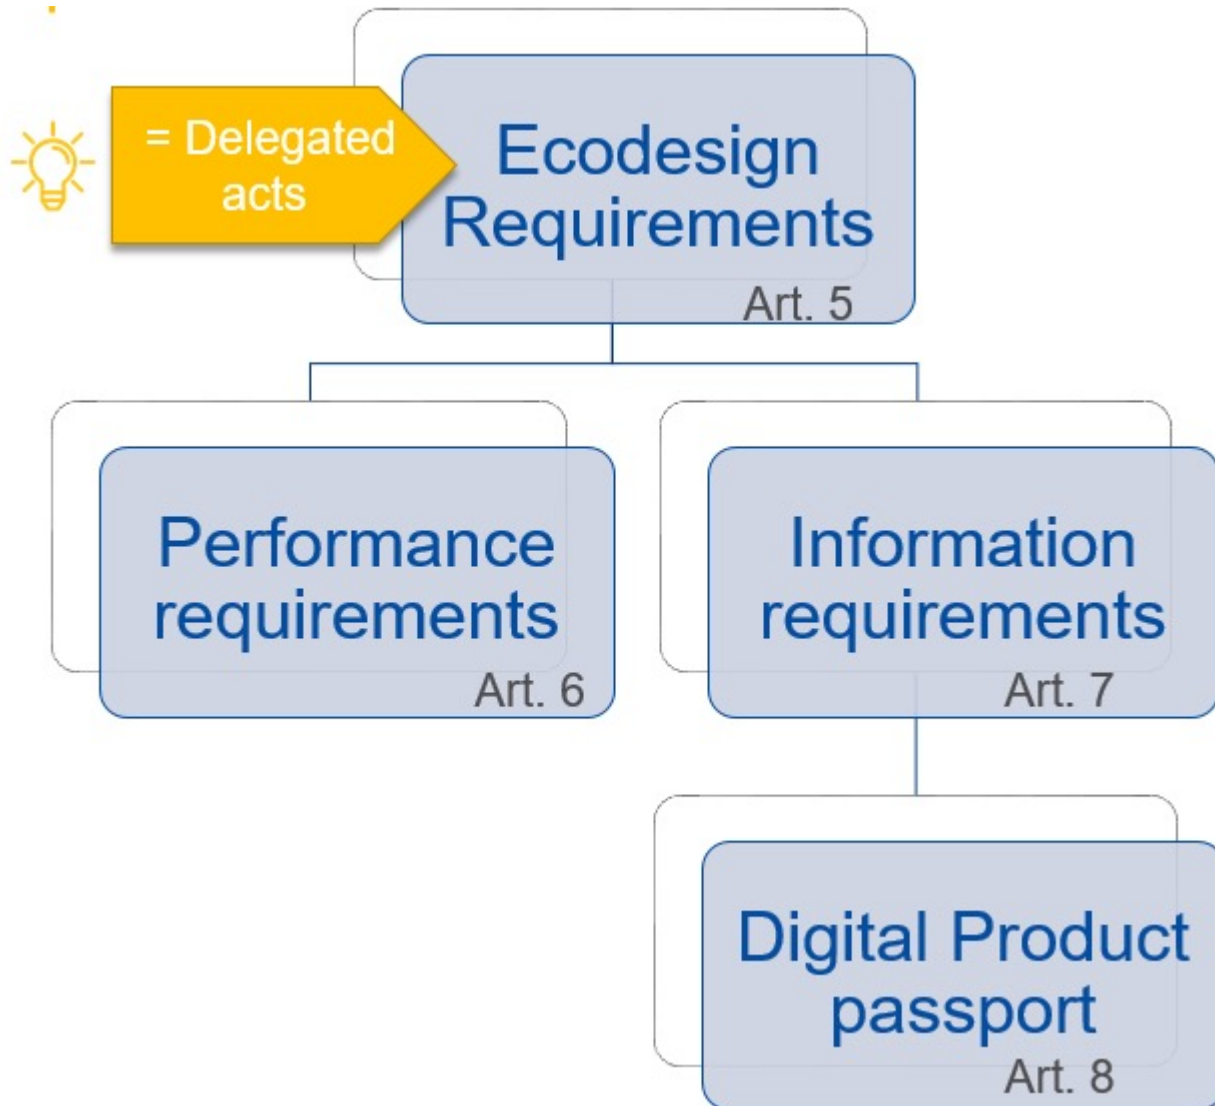 = Delegated
acts
Ecodesign
Requirements
Art. 5
Performance
requirements
Art. 6
Information
requirements
Art. 7
Digital Product
passport
Art. 8